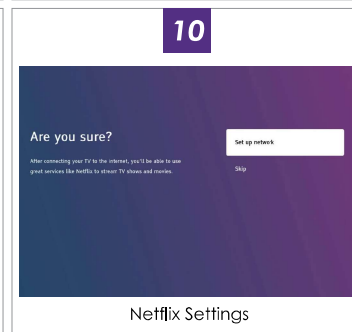 10
Are you sure?
After connecting your TV to the internet, you'll be able to use
great services like Netflix to stream TV shows and movies.
Set up network
Skip
Netflix Settings